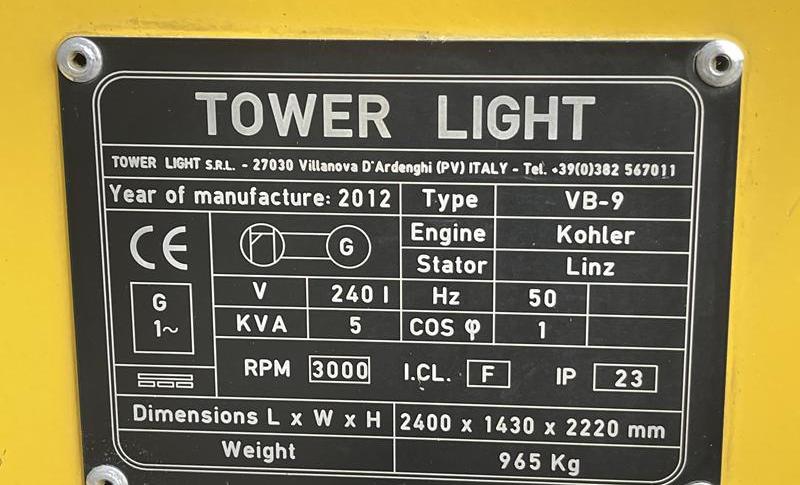 TOWER LIGHT
TOWER LIGHT S.R.L. - 27030 Villanova D'Ardenghi (PV) ITALY - Tel. +39(0)382 567011
Year of manufacture: 2012 Type VB-9
CE G Engine Kohler
Stator Linz
V 240 I Hz 50
G
1~ KVA 5 COS φ 1
RPM 3000 I.CL. F IP 23
Dimensions L x W x H 2400 x 1430 x 2220 mm
Weight 965 Kg